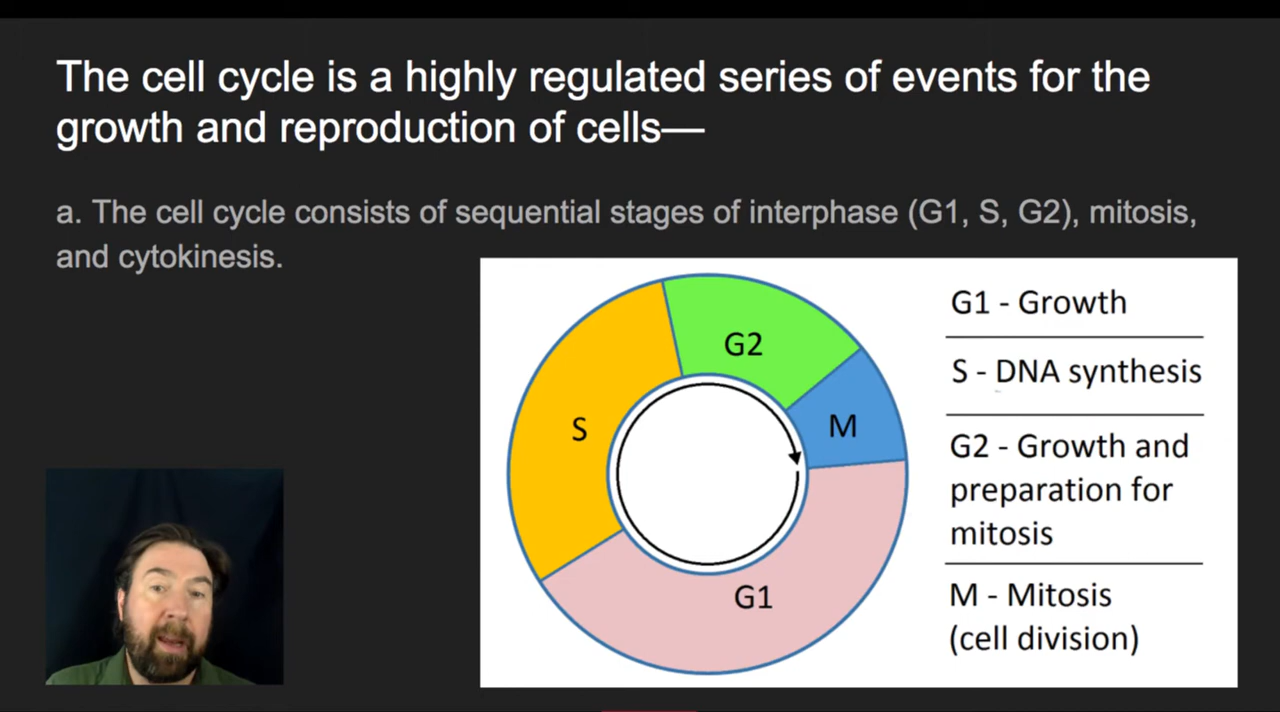 The cell cycle is a highly regulated series of events for the
growth and reproduction of cells—
a. The cell cycle consists of sequential stages of interphase (G1, S, G2), mitosis,
and cytokinesis.
G2
S
M
G1
G1 - Growth
S - DNA synthesis
G2 - Growth and
preparation for
mitosis
M - Mitosis
(cell division)